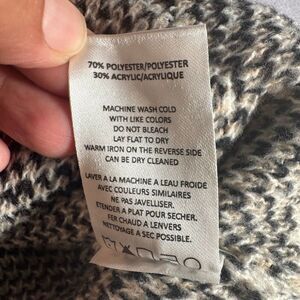 70% POLYESTER/POLYESTER
30% ACRYLIC/ACRYLIQUE
MACHINE WASH COLD
WITH LIKE COLORS
DO NOT BLEACH
LAY FLAT TO DRY
WARM IRON ON THE REVERSE SIDE
CAN BE DRY CLEANED
LAVER A LA MACHINE A L'EAU FROIDE
AVEC COULEURS SIMILAIRES
NE PAS JAVELLISER.
ETENDER A PLAT POUR SECHER.
FER CHAUD A L'ENVERS
NETTOYAGE A SEC POSSIBLE.